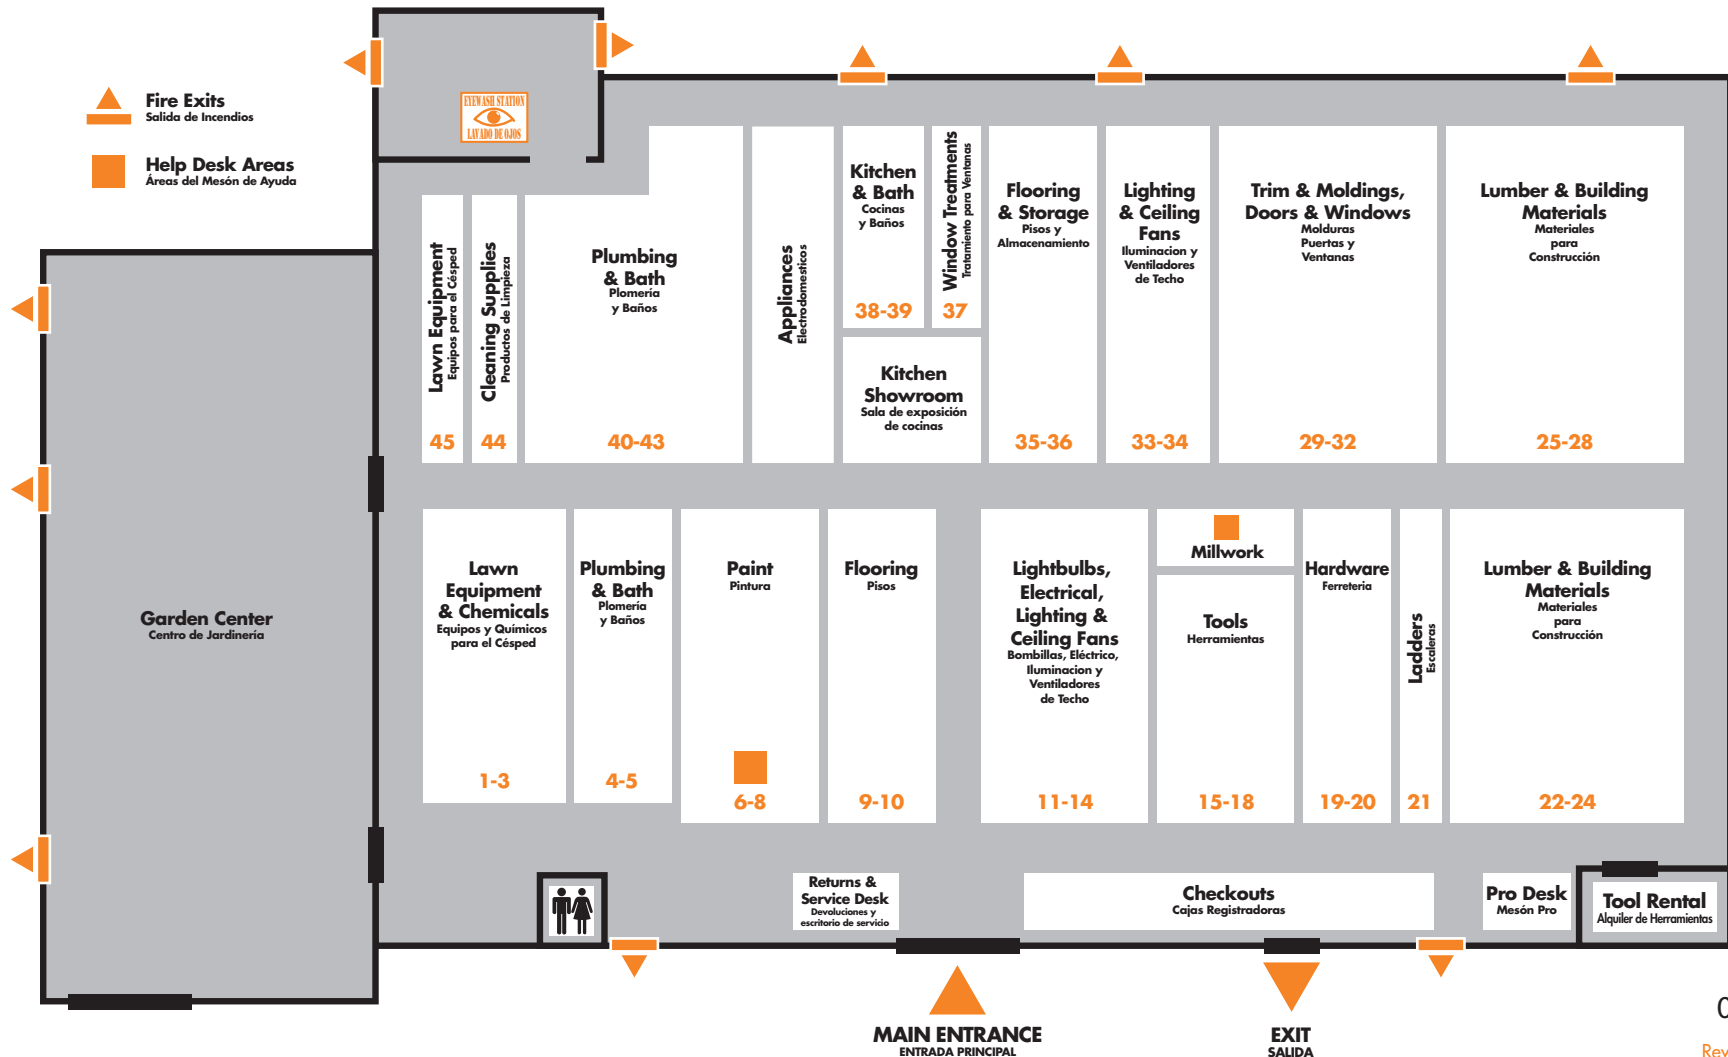 Fire Exits
Salida de Incendios
Help Desk Areas
Áreas del Mesón de Ayuda
EYEWASH STATION
LAVADO DE OJOS
Lawn Equipment
Equipos para el Césped
45
Cleaning Supplies
Productos de Limpieza
44
Plumbing
& Bath
Plomería
y Baños
40-43
Appliances
Electrodomesticos
Kitchen
& Bath
Cocinas
y Baños
38-39
Window Treatments
Tratamiento para Ventanas
37
Kitchen
Showroom
Sala de exposición
de cocinas
Flooring
& Storage
Pisos y
Almacenamiento
35-36
Lighting
& Ceiling
Fans
Iluminacion y
Ventiladores
de Techo
33-34
Trim & Moldings,
Doors & Windows
Molduras
Puertas y
Ventanas
29-32
Lumber & Building
Materials
Materiales
para
Construcción
25-28
Garden Center
Centro de Jardinería
Lawn
Equipment
& Chemicals
Equipos y Químicos
para el Césped
1-3
Plumbing
& Bath
Plomería
y Baños
4-5
Paint
Pintura
6-8
Flooring
Pisos
9-10
Lightbulbs,
Electrical,
Lighting &
Ceiling Fans
Bombillas, Eléctrico,
Iluminacion y
Ventiladores
de Techo
11-14
Millwork
Tools
Herramientas
15-18
Hardware
Ferreteria
19-20
Ladders
Escaleras
21
Lumber & Building
Materials
Materiales
para
Construcción
22-24
Returns &
Service Desk
Devoluciones y
escritorio de servicio
Checkouts
Cajas Registradoras
Pro Desk
Mesón Pro
Tool Rental
Alquiler de Herramientas
MAIN ENTRANCE
ENTRADA PRINCIPAL
EXIT
SALIDA
Rev